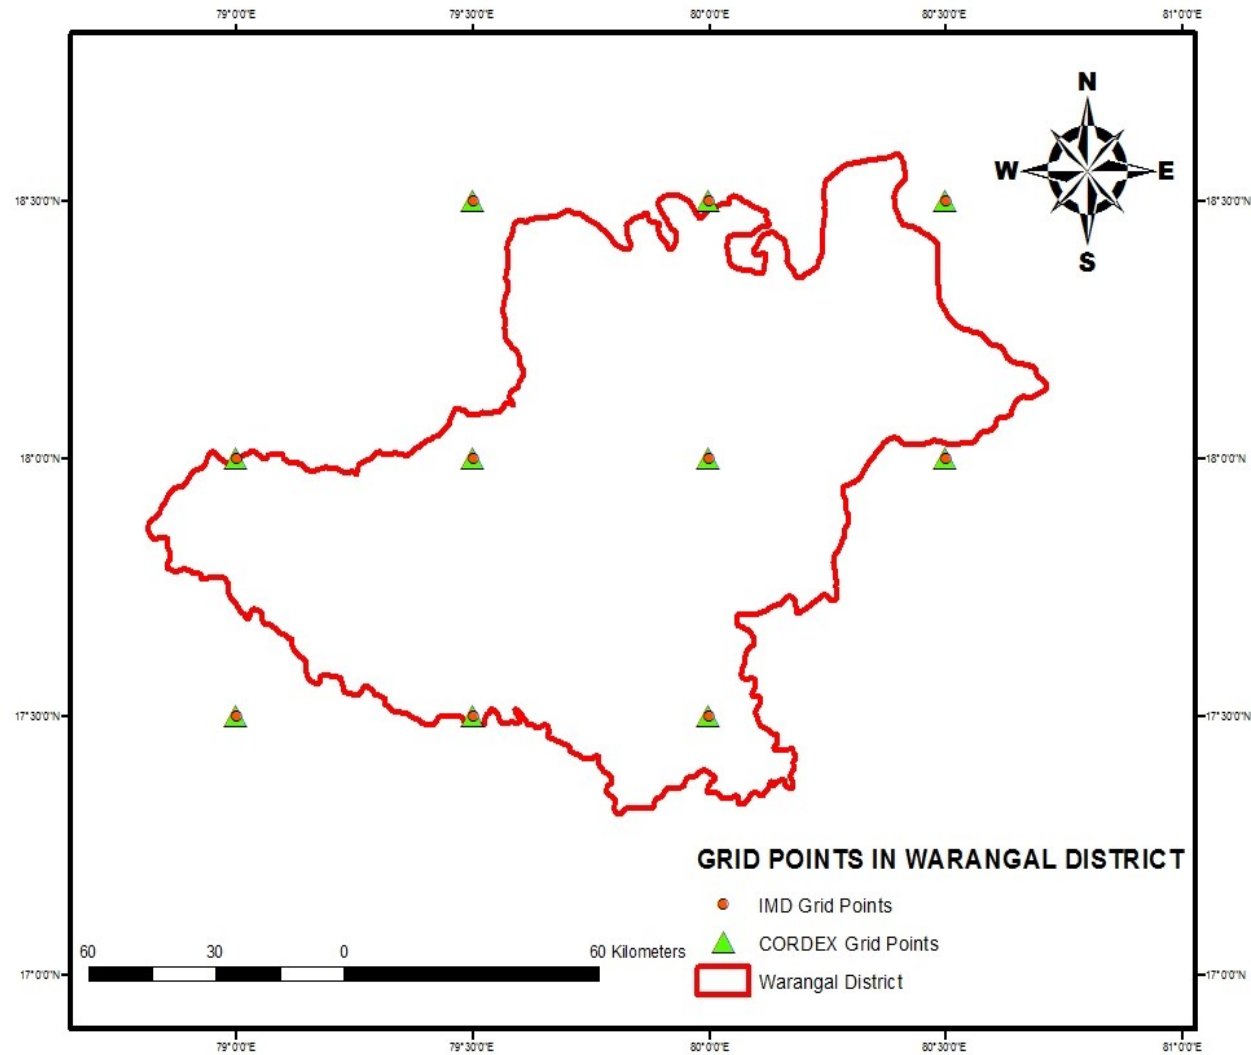 79°0'0"E 79°30'0"E 80°0'0"E 80°30'0"E 81°0'0"E
N
W E
S
18°30'0"N 18°30'0"N
18°0'0"N 18°0'0"N
17°30'0"N 17°30'0"N
GRID POINTS IN WARANGAL DISTRICT
IMD Grid Points
CORDEX Grid Points
60 30 0 60 Kilometers
17°0'0"N 17°0'0"N
Warangal District
79°0'0"E 79°30'0"E 80°0'0"E 80°30'0"E 81°0'0"E